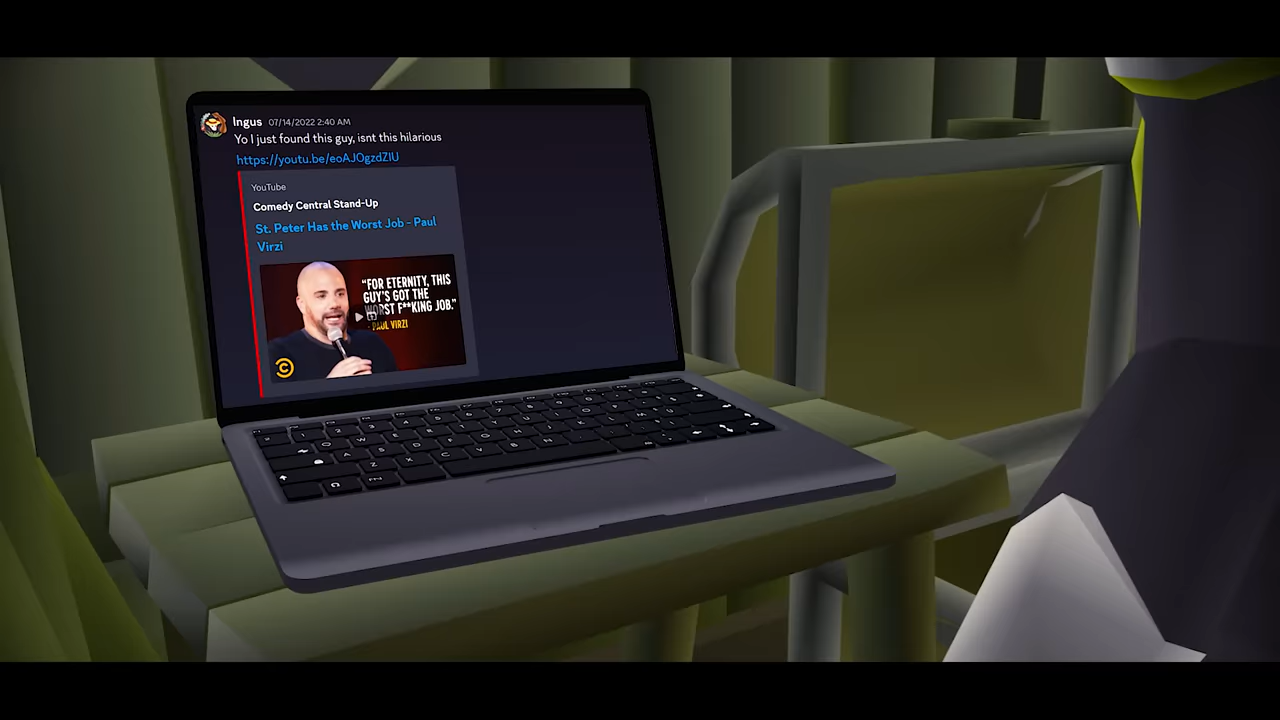 Ingus 07/14/2022 2:40 AM
Yo I just found this guy, isnt this hilarious
https://youtu.be/eoAJOgzdZIU
YouTube
Comedy Central Stand-Up
St. Peter Has the Worst Job - Paul
Virzi
"FOR ETERNITY, THIS
GUY'S GOT THE
WORST F**KING JOB."
- PAUL VIRZI